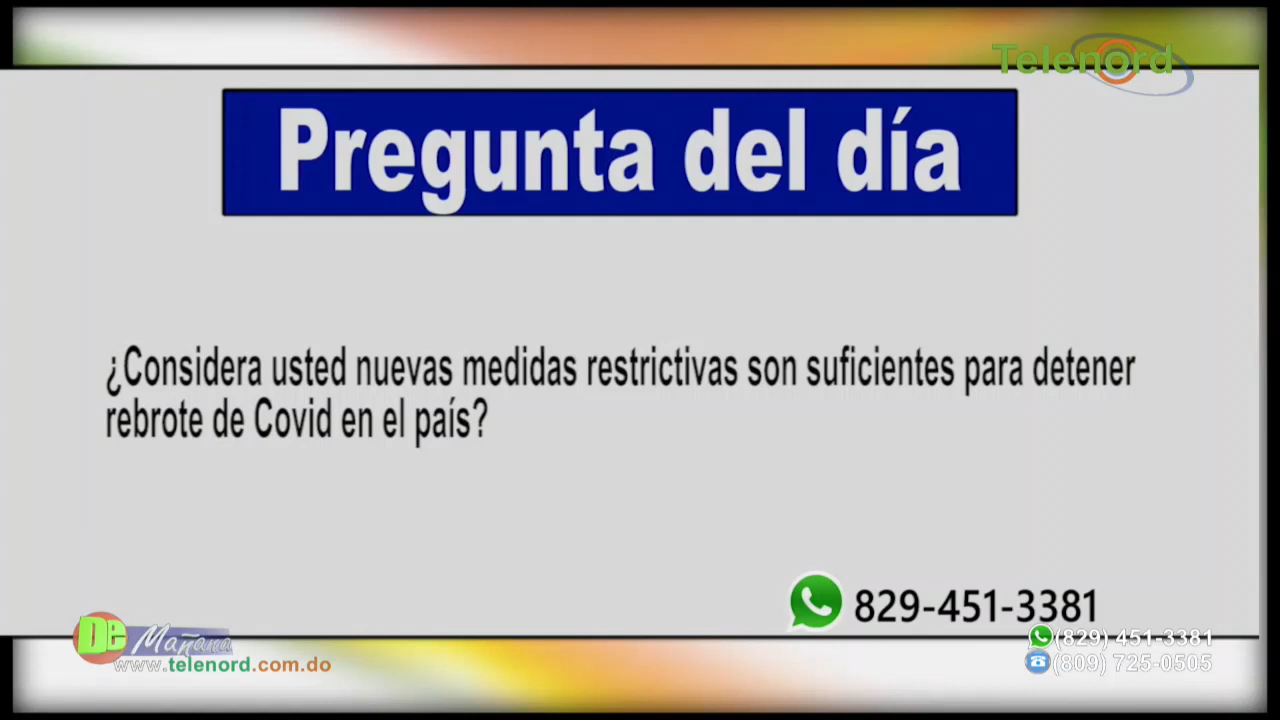 Telenord
Pregunta del día
¿Considera usted nuevas medidas restrictivas son suficientes para detener
rebrote de Covid en el país?
829-451-3381
De Mañana
www.telenord.com.do
(829) 451-3381
(809) 725-0505